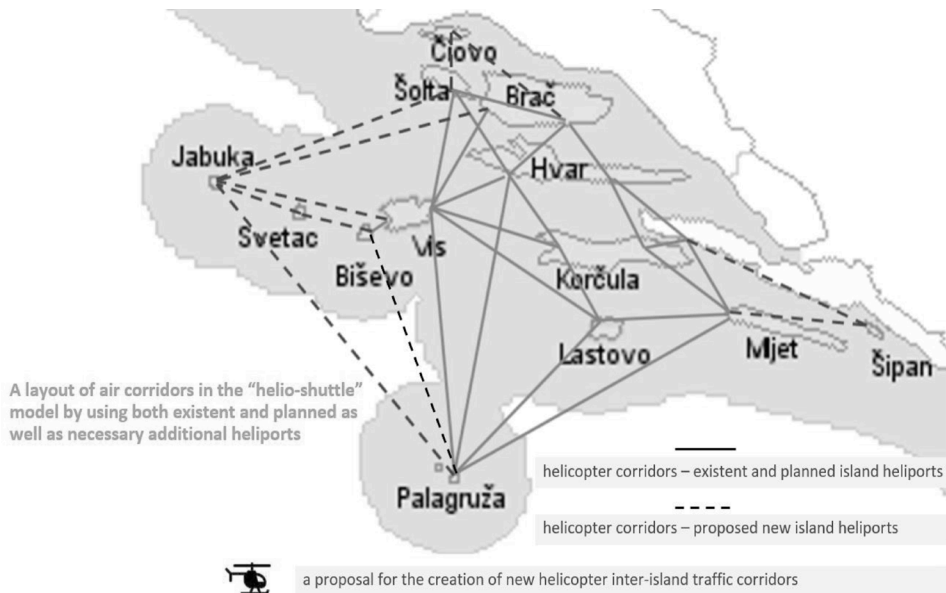 Čiovo
Šolta
Brač
Jabuka
Hvar
Svetac
Vis
Biševo
Korčula
Lastovo
Mljet
Šipan
A layout of air corridors in the “helio-shuttle”
model by using both existent and planned as
well as necessary additional heliports
helicopter corridors – existent and planned island heliports
Palagruža
helicopter corridors – proposed new island heliports
a proposal for the creation of new helicopter inter-island traffic corridors